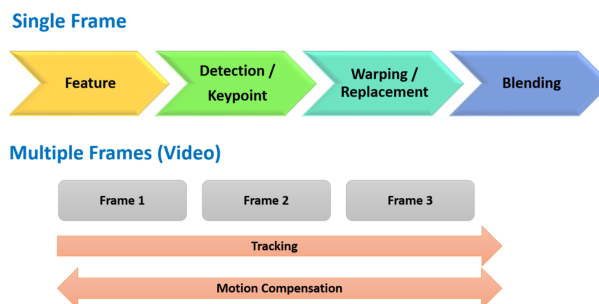 Single Frame
Feature
Detection /
Keypoint
Warping /
Replacement
Blending
Multiple Frames (Video)
Frame 1
Frame 2
Frame 3
Tracking
Motion Compensation